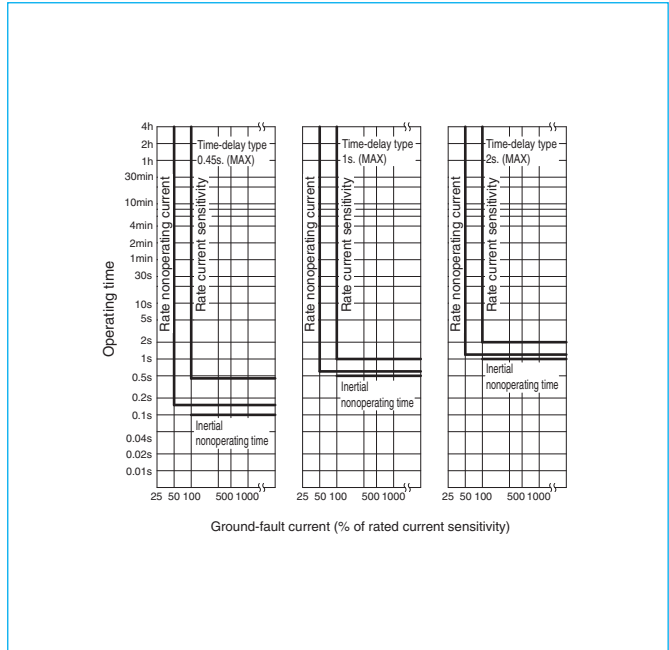 4h
2h
1h
30min
10min
4min
2min
1min
30s
10s
5s
2s
1s
0.5s
0.2s
0.1s
0.04s
0.02s
0.01s
Operating time
Rate nonoperating current
Rate current sensitivity
Time-delay type
0.45s. (MAX)
Inertial
nonoperating time
25 50 100 500 1000
Rate nonoperating current
Rate current sensitivity
Time-delay type
1s. (MAX)
Inertial
nonoperating time
25 50 100 500 1000
Rate nonoperating current
Rate current sensitivity
Time-delay type
2s. (MAX)
Inertial
nonoperating time
25 50 100 500 1000
Ground-fault current (% of rated current sensitivity)